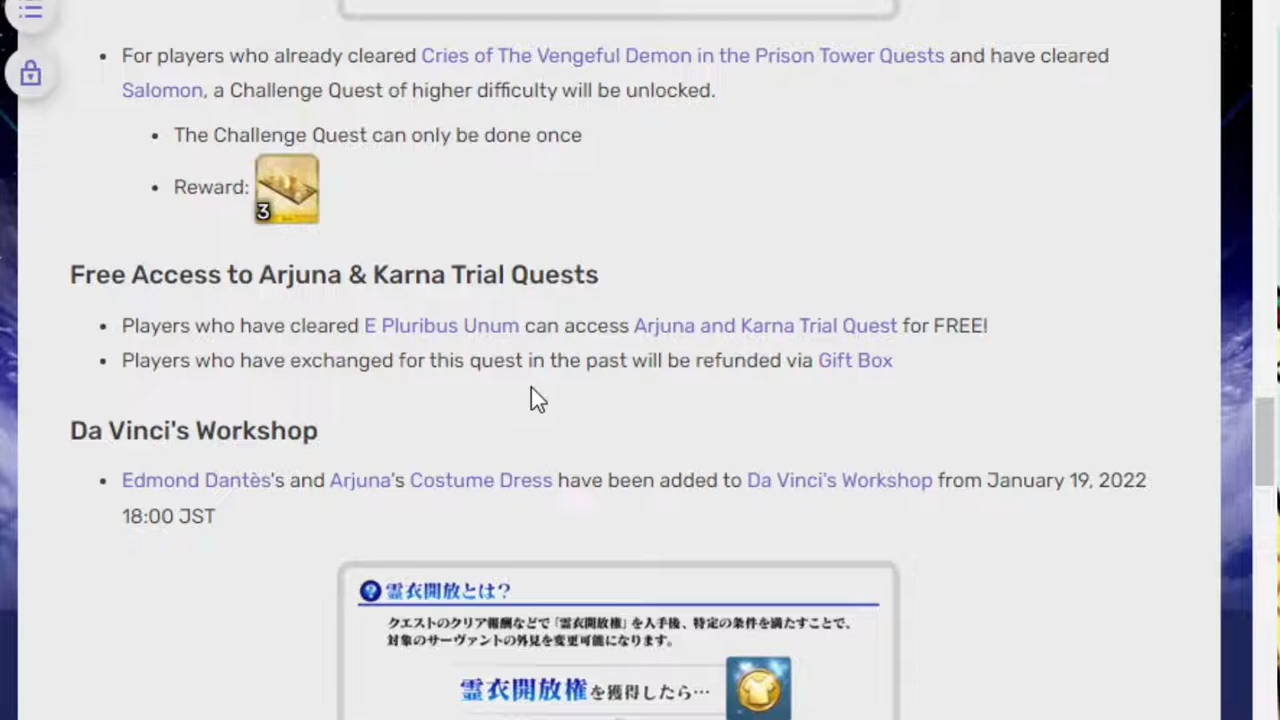 For players who already cleared Cries of The Vengeful Demon in the Prison Tower Quests and have cleared
Salomon, a Challenge Quest of higher difficulty will be unlocked.
The Challenge Quest can only be done once
Reward:
3
Free Access to Arjuna & Karna Trial Quests
Players who have cleared E Pluribus Unum can access Arjuna and Karna Trial Quest for FREE!
Players who have exchanged for this quest in the past will be refunded via Gift Box
Da Vinci's Workshop
Edmond Dantès's and Arjuna's Costume Dress have been added to Da Vinci's Workshop from January 19, 2022
18:00 JST
? 霊衣開放とは?
クエストのクリア報酬などで「霊衣開放権」を入手後、特定の条件を満たすことで、
対象のサーヴァントの外見を変更可能になります。
霊衣開放権を獲得したら…